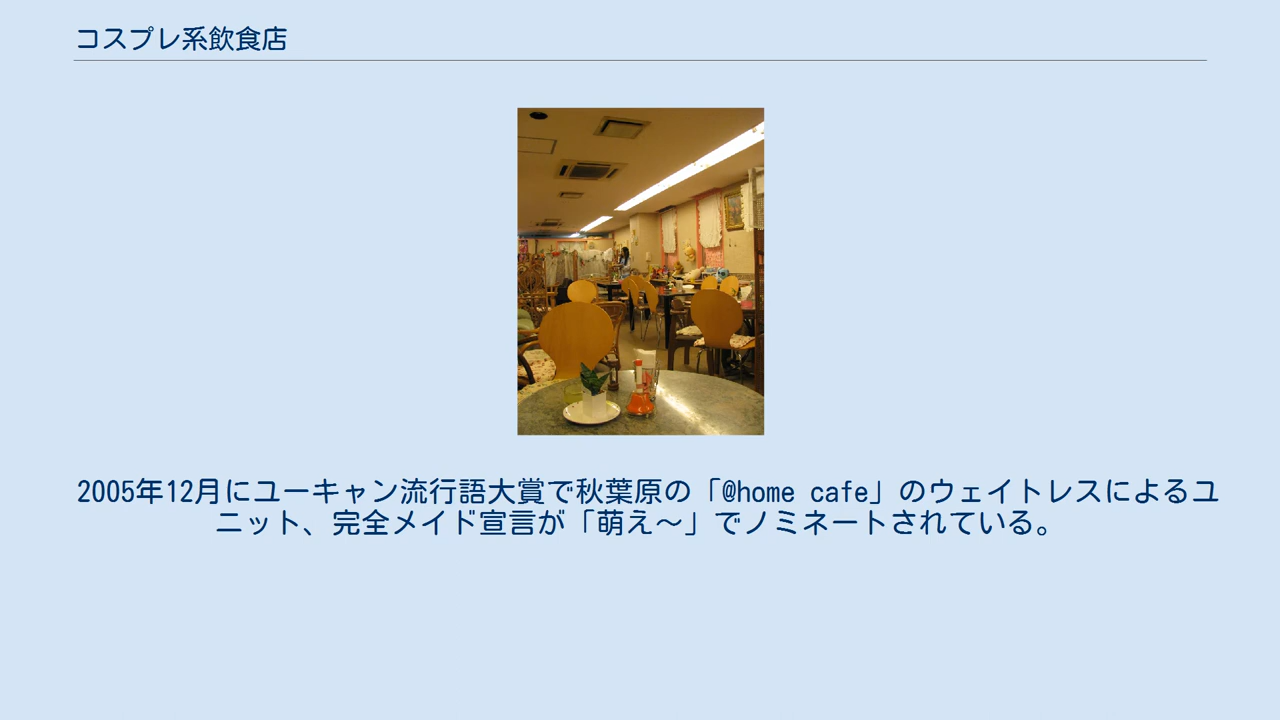 コスプレ系飲食店
2005年12月にユーキャン流行語大賞で秋葉原の「@home cafe」のウェイトレスによるユ
ニット、完全メイド宣言が「萌え〜」でノミネートされている。